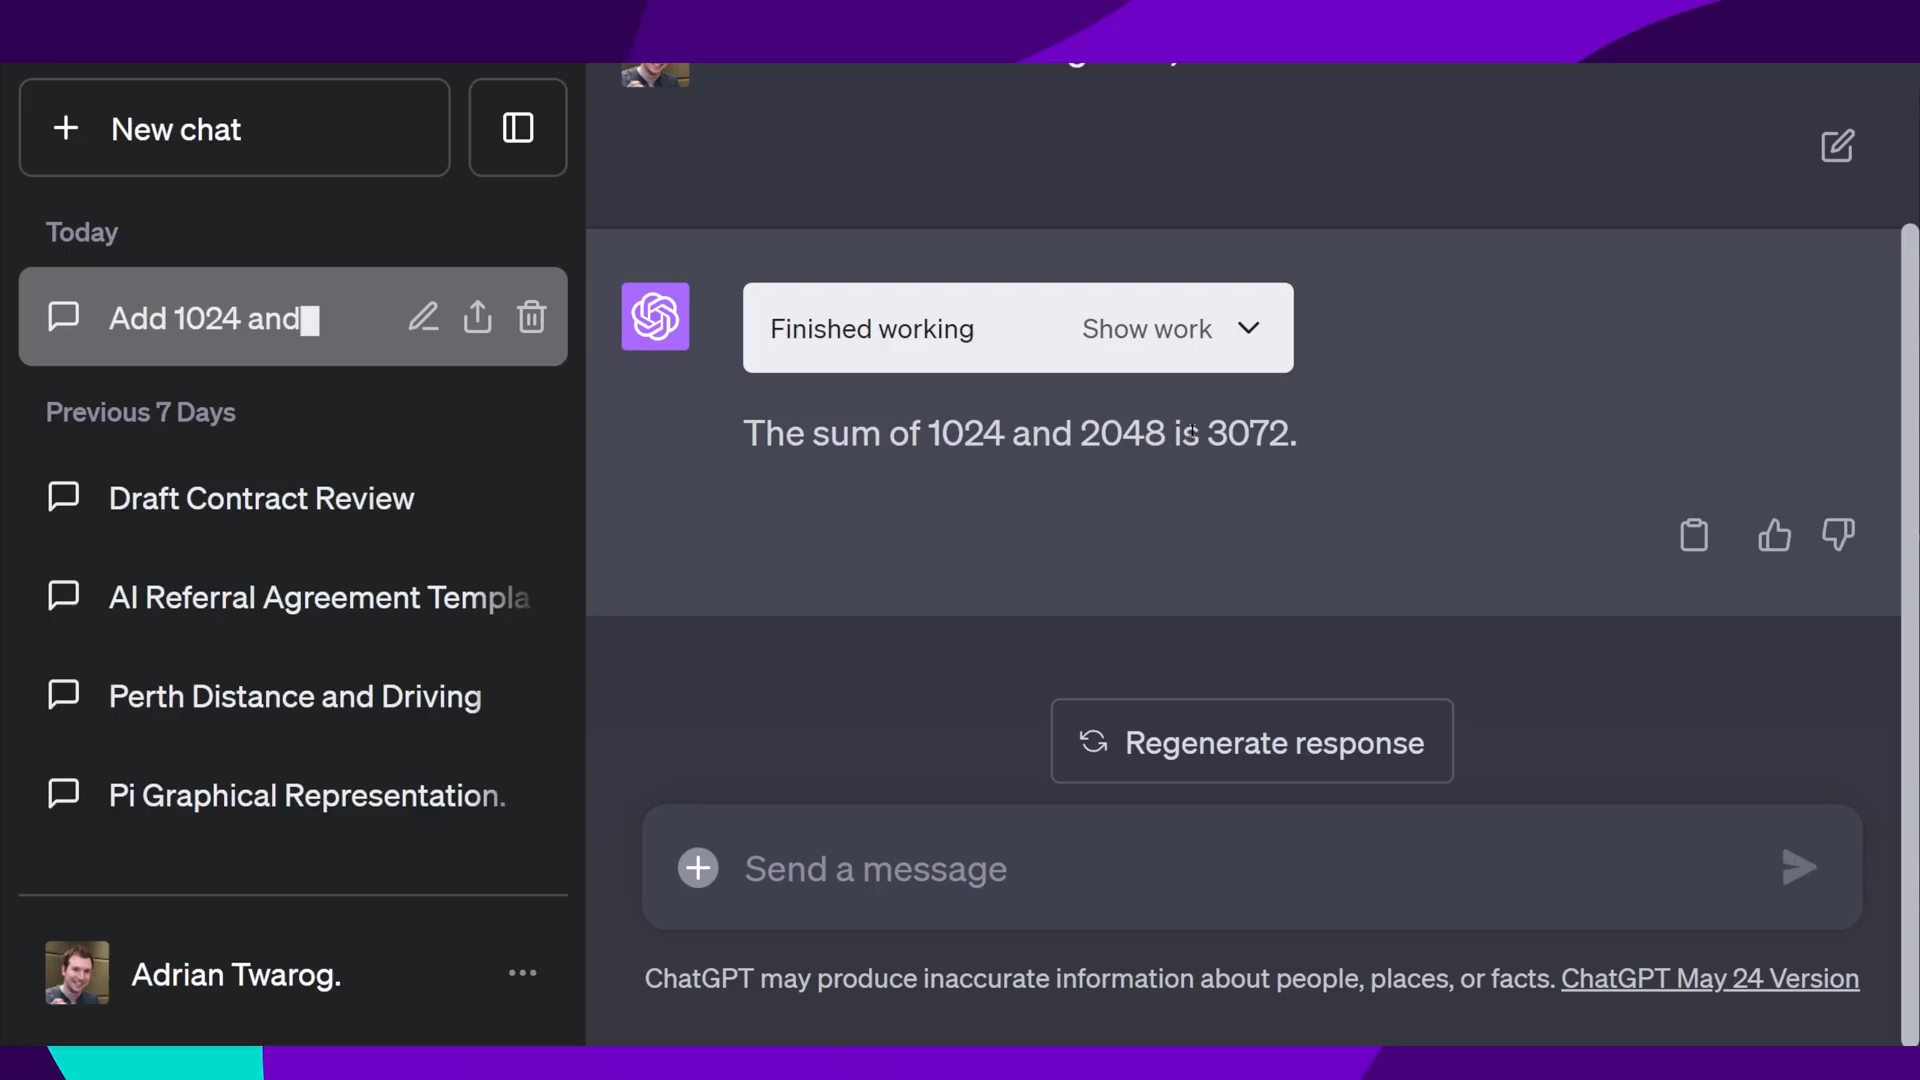 New chat
Today
Add 1024 and
Previous 7 Days
Draft Contract Review
AI Referral Agreement Templa
Perth Distance and Driving
Pi Graphical Representation.
Adrian Twarog.
Finished working Show work
The sum of 1024 and 2048 is 3072.
Regenerate response
Send a message
ChatGPT may produce inaccurate information about people, places, or facts. ChatGPT May 24 Version